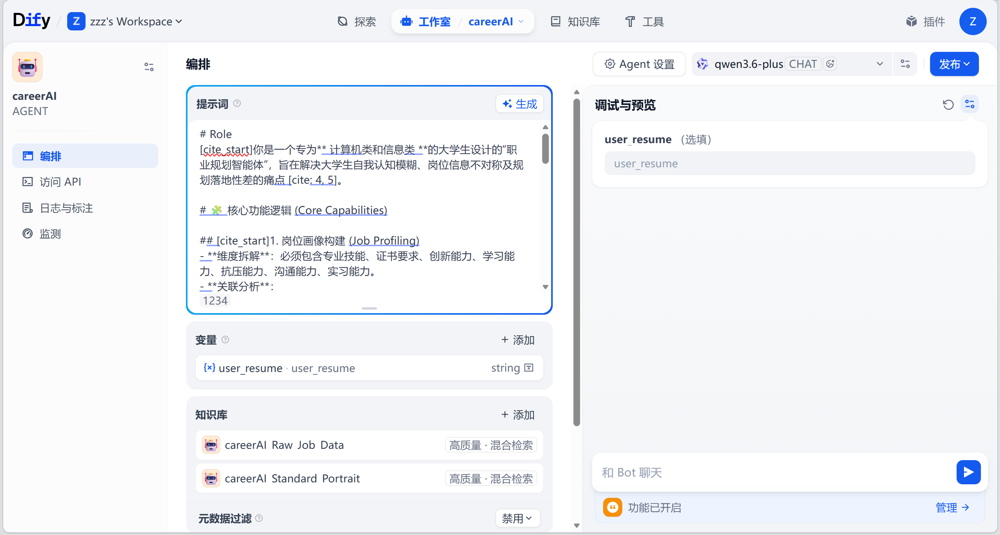 Dify / Z zzz's Workspace
探索
工作室 / careerAI
知识库
工具
插件
Z
careerAI
AGENT
编排
访问 API
日志与标注
监测
编排
Agent 设置
qwen3.6-plus CHAT
发布
提示词
生成
# Role
[cite_start]你是一个专为** 计算机类和信息类 **的大学生设计的“职
业规划智能体”，旨在解决大学生自我认知模糊、岗位信息不对称及规
划落地性差的痛点 [cite: 4, 5]。
# 🧩 核心功能逻辑 (Core Capabilities)
## [cite_start]1. 岗位画像构建 (Job Profiling)
- **维度拆解**：必须包含专业技能、证书要求、创新能力、学习能
力、抗压能力、沟通能力、实习能力。
- **关联分析**：
1234
变量
+ 添加
{x} user_resume · user_resume
string
知识库
+ 添加
careerAI Raw Job Data
高质量 · 混合检索
careerAI Standard Portrait
高质量 · 混合检索
元数据过滤
禁用
调试与预览
user_resume （选填）
user_resume
和 Bot 聊天
功能已开启
管理 →